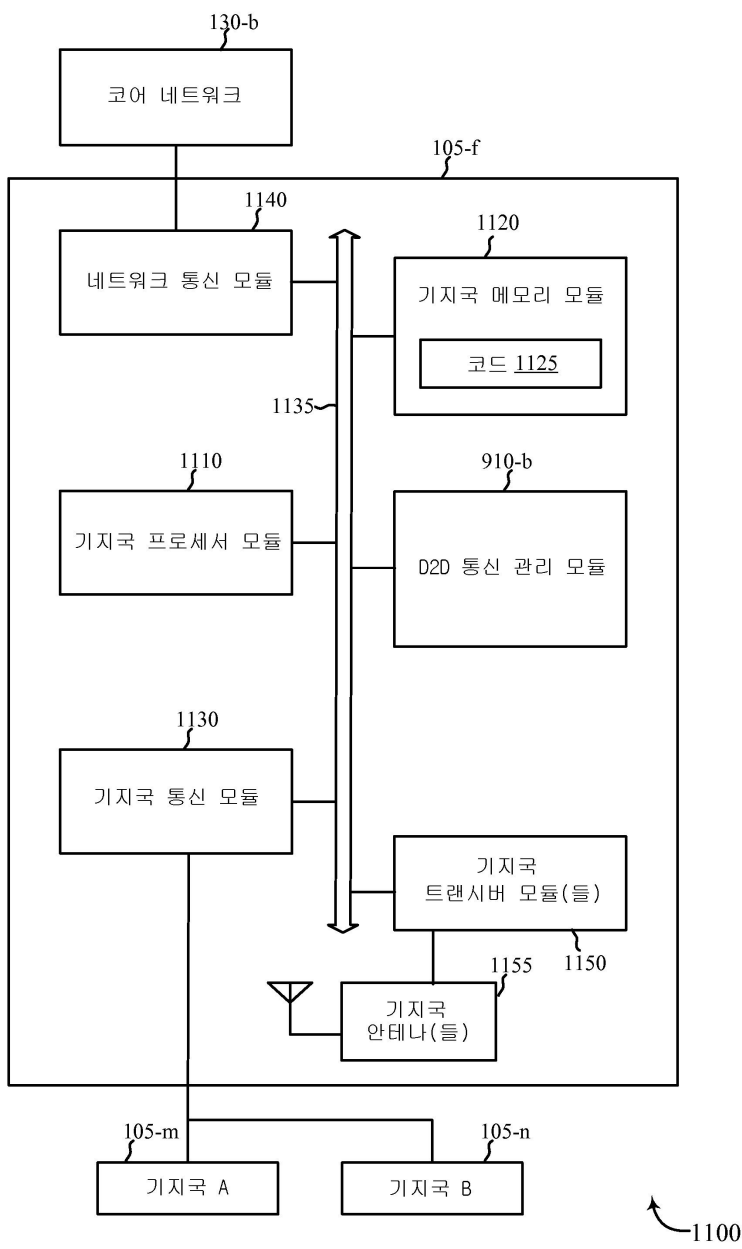 130-b
코어 네트워크
105-f
1140
네트워크 통신 모듈
1120
기지국 메모리 모듈
코드 1125
1135
1110
기지국 프로세서 모듈
910-b
D2D 통신 관리 모듈
1130
기지국 통신 모듈
기지국
트랜시버 모듈(들)
1150
1155
기지국
안테나(들)
105-m
기지국 A
105-n
기지국 B
1100